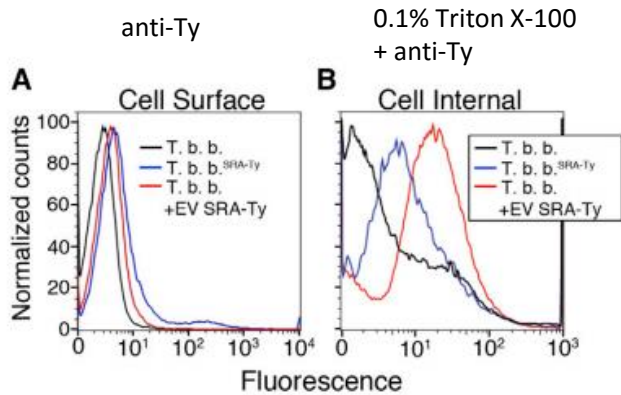 anti-Ty
0.1% Triton X-100
+ anti-Ty
A
Cell Surface
B
Cell Internal
Normalized counts
100
80
60
40
20
0
T. b. b.
T. b. b.SRA-Ty
T. b. b.
+EV SRA-Ty
0
10¹
10²
10³
10⁴
T. b. b.
T. b. b.SRA-Ty
T. b. b.
+EV SRA-Ty
0
10¹
10²
10³
Fluorescence